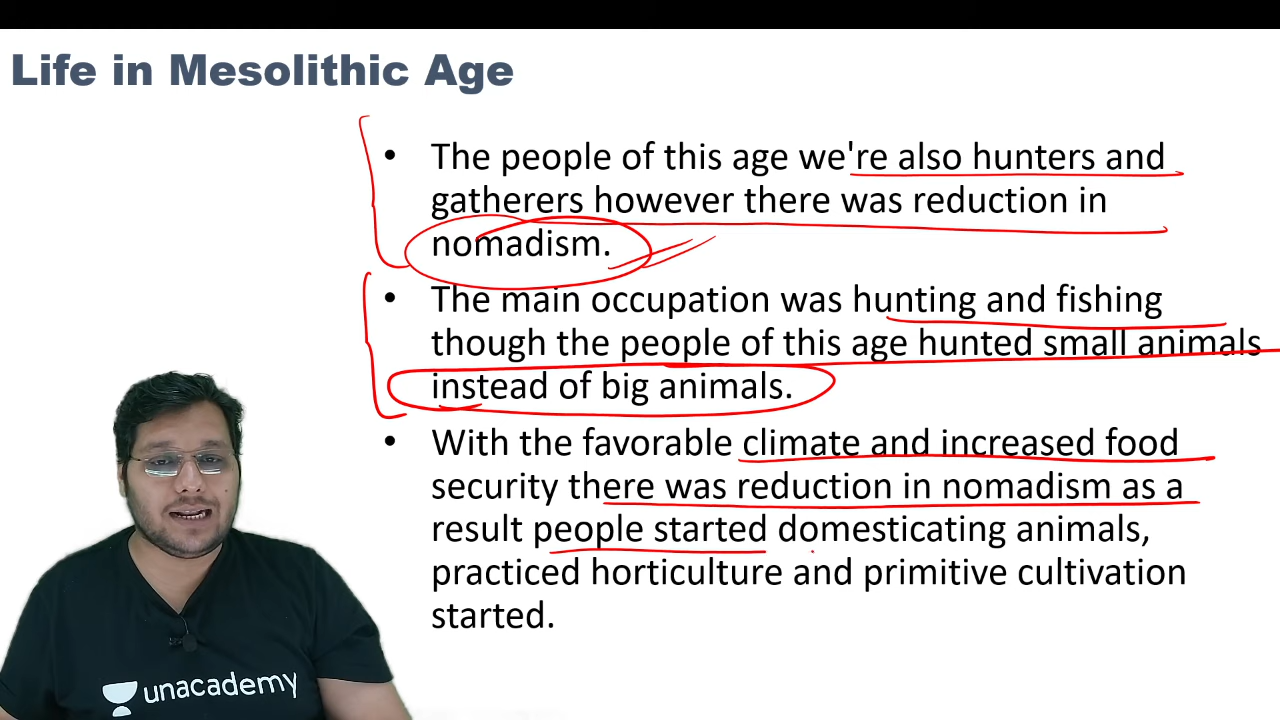 Life in Mesolithic Age
• The people of this age we're also hunters and
gatherers however there was reduction in
nomadism.
• The main occupation was hunting and fishing
though the people of this age hunted small animals
instead of big animals.
• With the favorable climate and increased food
security there was reduction in nomadism as a
result people started domesticating animals,
practiced horticulture and primitive cultivation
started.
unacademy